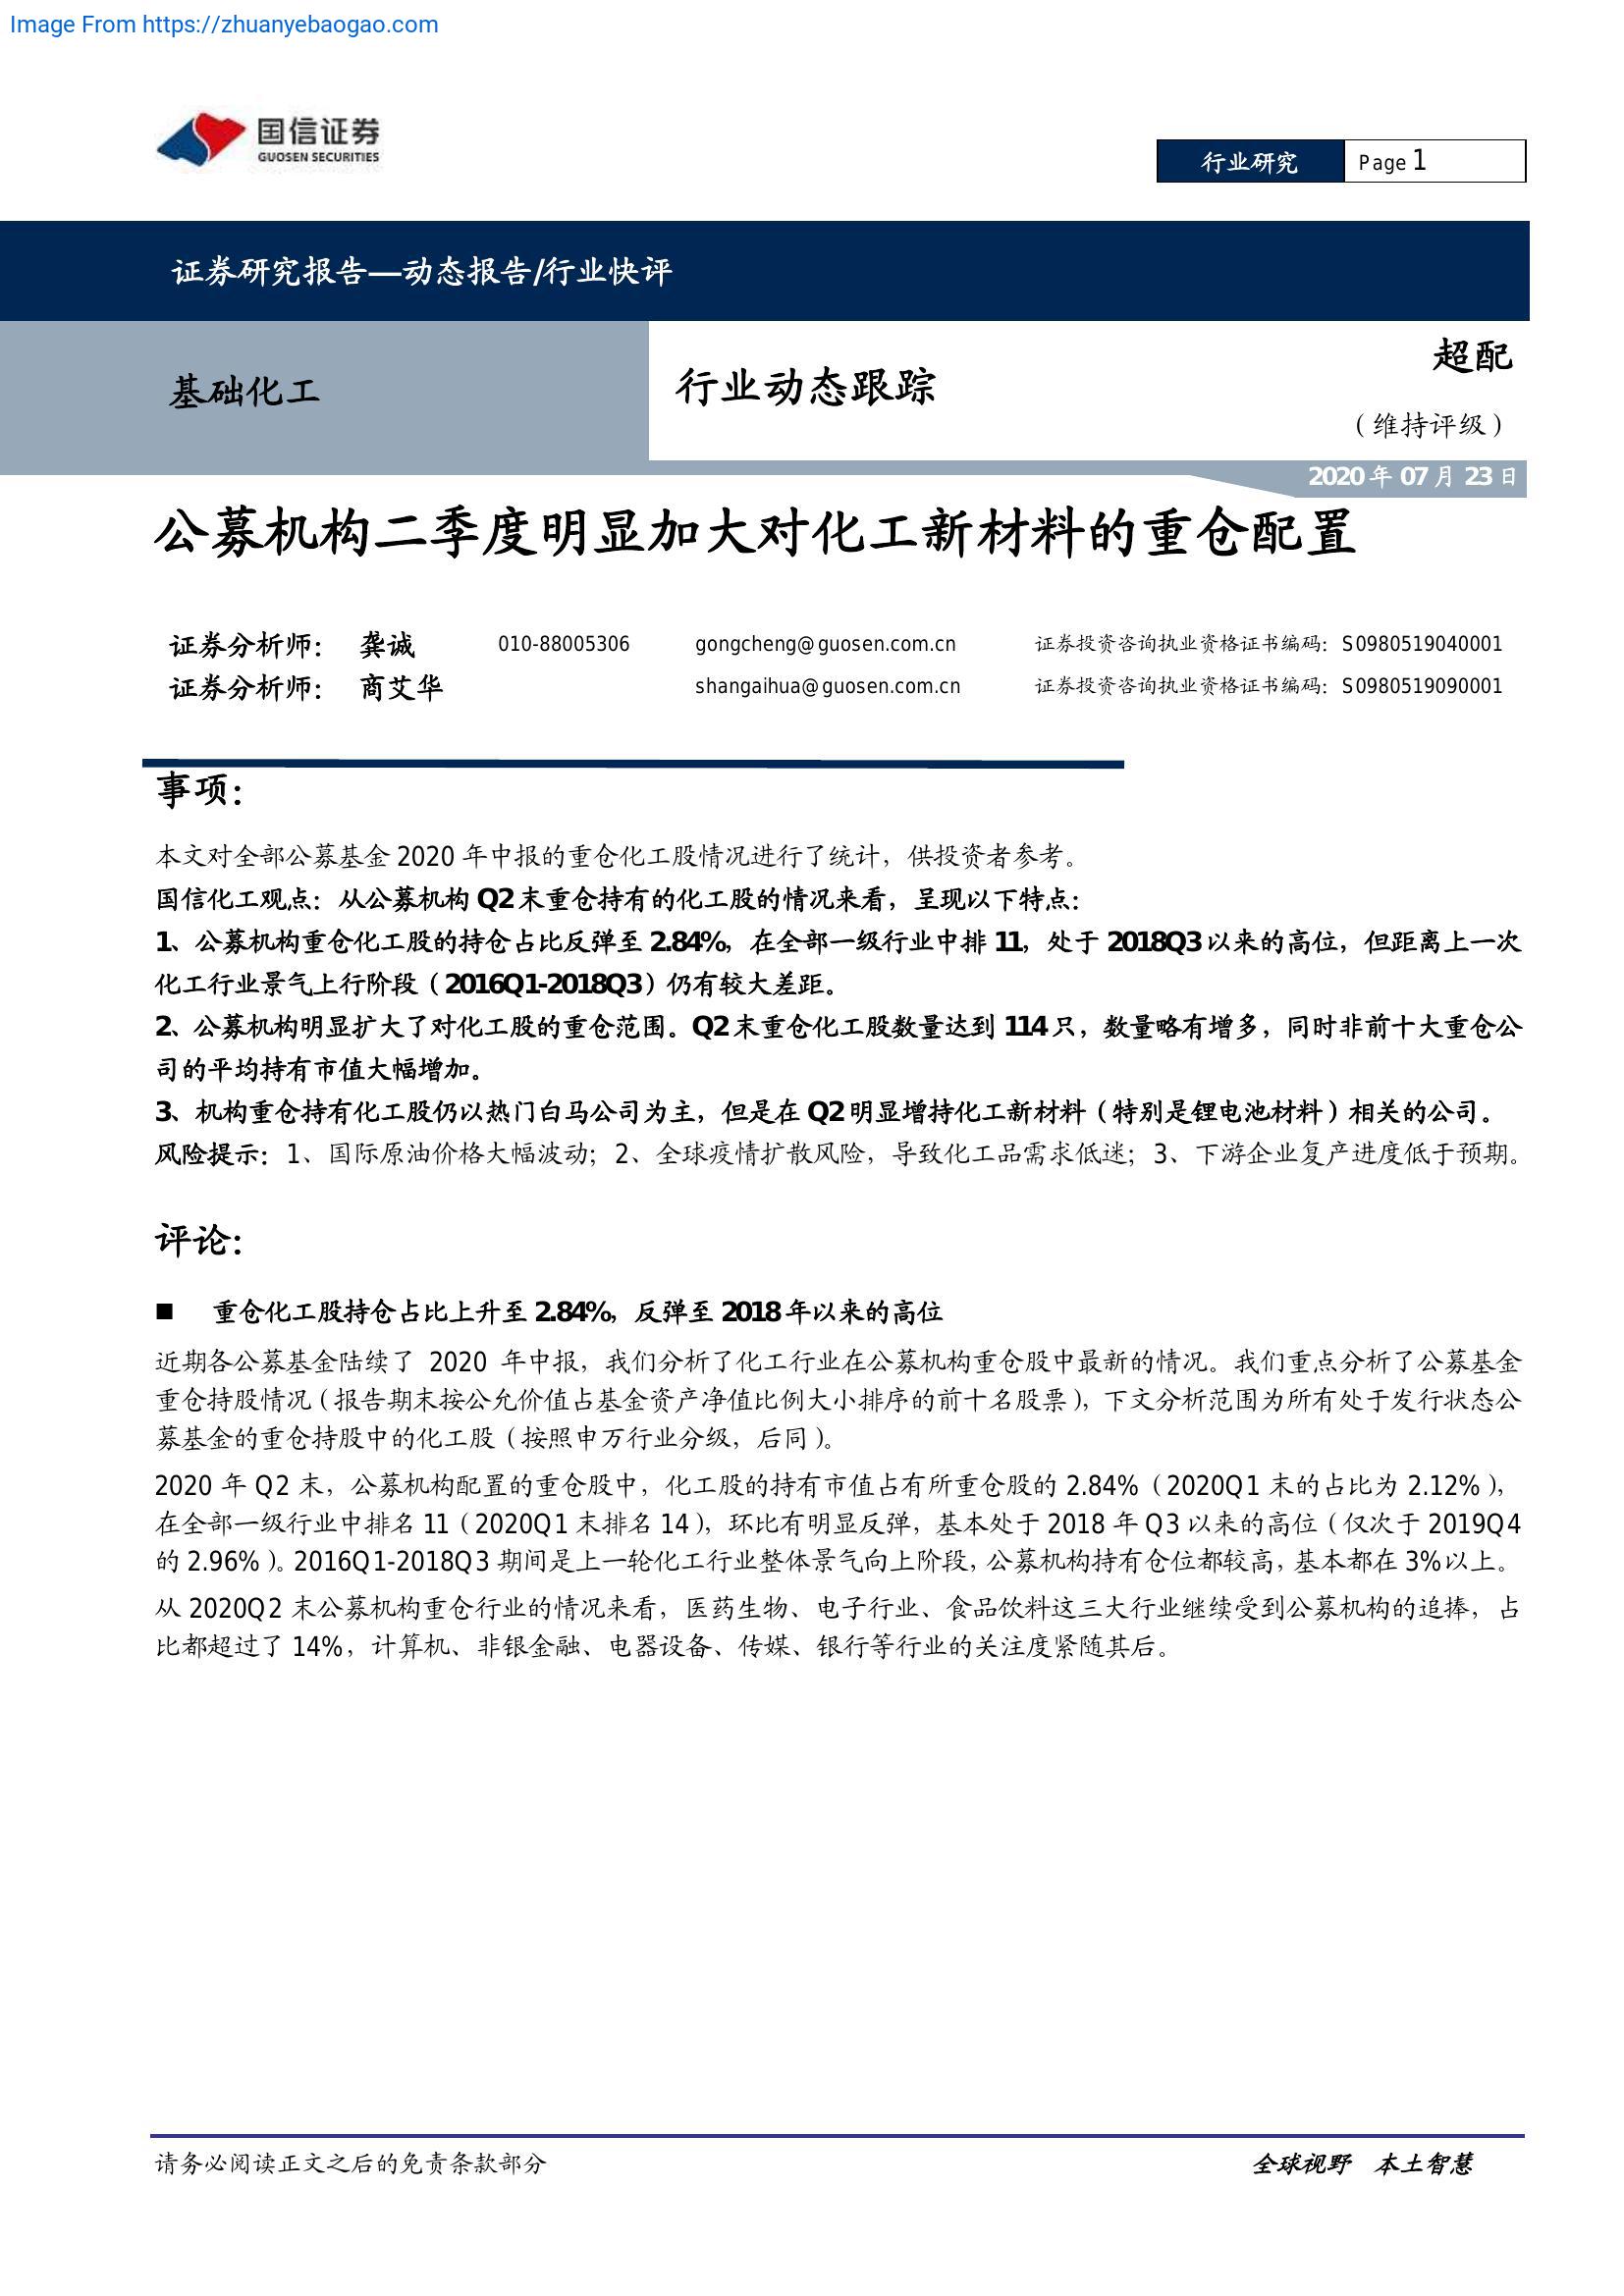 Image From https://zhuanyebaogao.com
国信证券
GUOSEN SECURITIES
行业研究 Page 1
证券研究报告—动态报告/行业快评
基础化工
行业动态跟踪
超配
（维持评级）
2020 年 07 月 23 日
公募机构二季度明显加大对化工新材料的重仓配置
证券分析师： 龚诚 010-88005306 gongcheng@guosen.com.cn 证券投资咨询执业资格证书编码：S0980519040001
证券分析师： 商艾华 shangaihua@guosen.com.cn 证券投资咨询执业资格证书编码：S0980519090001
事项：
本文对全部公募基金 2020 年中报的重仓化工股情况进行了统计，供投资者参考。
国信化工观点：从公募机构 Q2 末重仓持有的化工股的情况来看，呈现以下特点：
1、公募机构重仓化工股的持仓占比反弹至 2.84%，在全部一级行业中排 11，处于 2018Q3 以来的高位，但距离上一次
化工行业景气上行阶段（2016Q1-2018Q3）仍有较大差距。
2、公募机构明显扩大了对化工股的重仓范围。Q2 末重仓化工股数量达到 114 只，数量略有增多，同时非前十大重仓公
司的平均持有市值大幅增加。
3、机构重仓持有化工股仍以热门白马公司为主，但是在 Q2 明显增持化工新材料（特别是锂电池材料）相关的公司。
风险提示：1、国际原油价格大幅波动；2、全球疫情扩散风险，导致化工品需求低迷；3、下游企业复产进度低于预期。
评论：
■ 重仓化工股持仓占比上升至 2.84%，反弹至 2018 年以来的高位
近期各公募基金陆续了 2020 年中报，我们分析了化工行业在公募机构重仓股中最新的情况。我们重点分析了公募基金
重仓持股情况（报告期末按公允价值占基金资产净值比例大小排序的前十名股票），下文分析范围为所有处于发行状态公
募基金的重仓持股中的化工股（按照申万行业分级，后同）。
2020 年 Q2 末，公募机构配置的重仓股中，化工股的持有市值占有所重仓股的 2.84%（2020Q1 末的占比为 2.12%），
在全部一级行业中排名 11（2020Q1 末排名 14），环比有明显反弹，基本处于 2018 年 Q3 以来的高位（仅次于 2019Q4
的 2.96%）。2016Q1-2018Q3 期间是上一轮化工行业整体景气向上阶段，公募机构持有仓位都较高，基本都在 3%以上。
从 2020Q2 末公募机构重仓行业的情况来看，医药生物、电子行业、食品饮料这三大行业继续受到公募机构的追捧，占
比都超过了 14%，计算机、非银金融、电器设备、传媒、银行等行业的关注度紧随其后。
请务必阅读正文之后的免责条款部分
全球视野 本土智慧